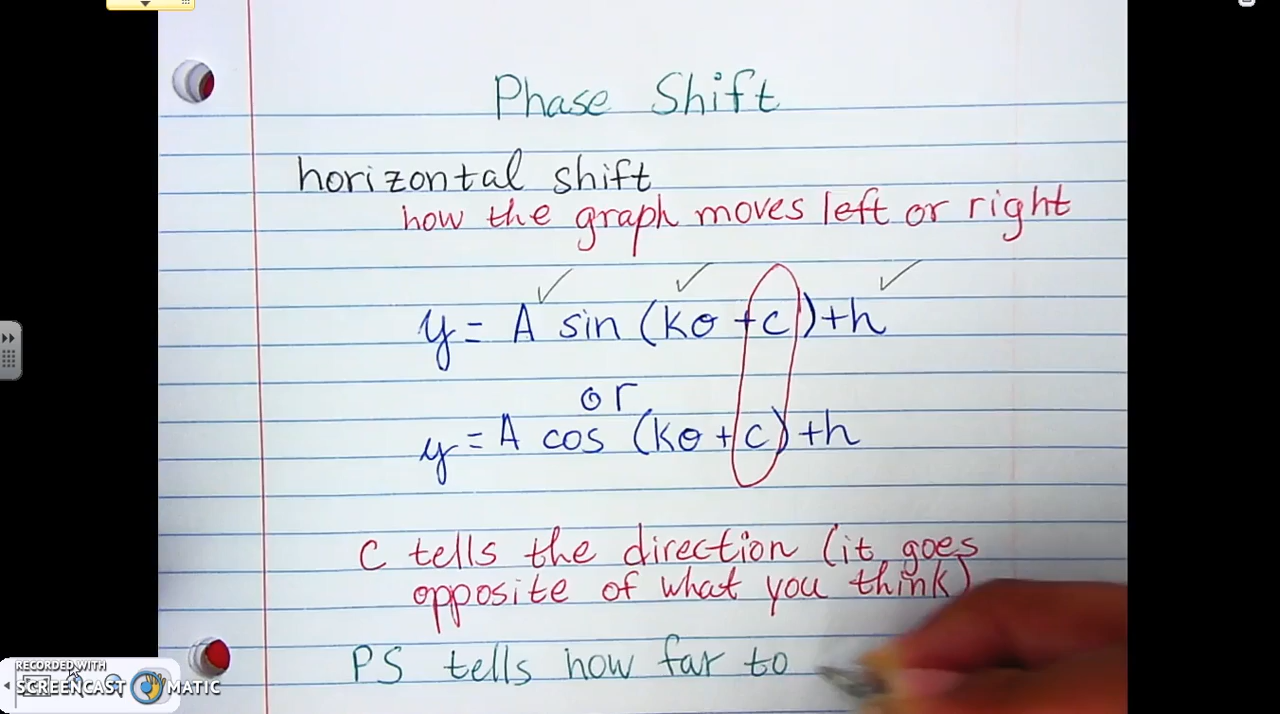 Phase Shift
horizontal shift
how the graph moves left or right
y = A sin (kθ + c) + h
or
y = A cos (kθ + c) + h
C tells the direction (it goes
opposite of what you think)
PS tells how far to
RECORDED WITH
SCREENCAST MATIC